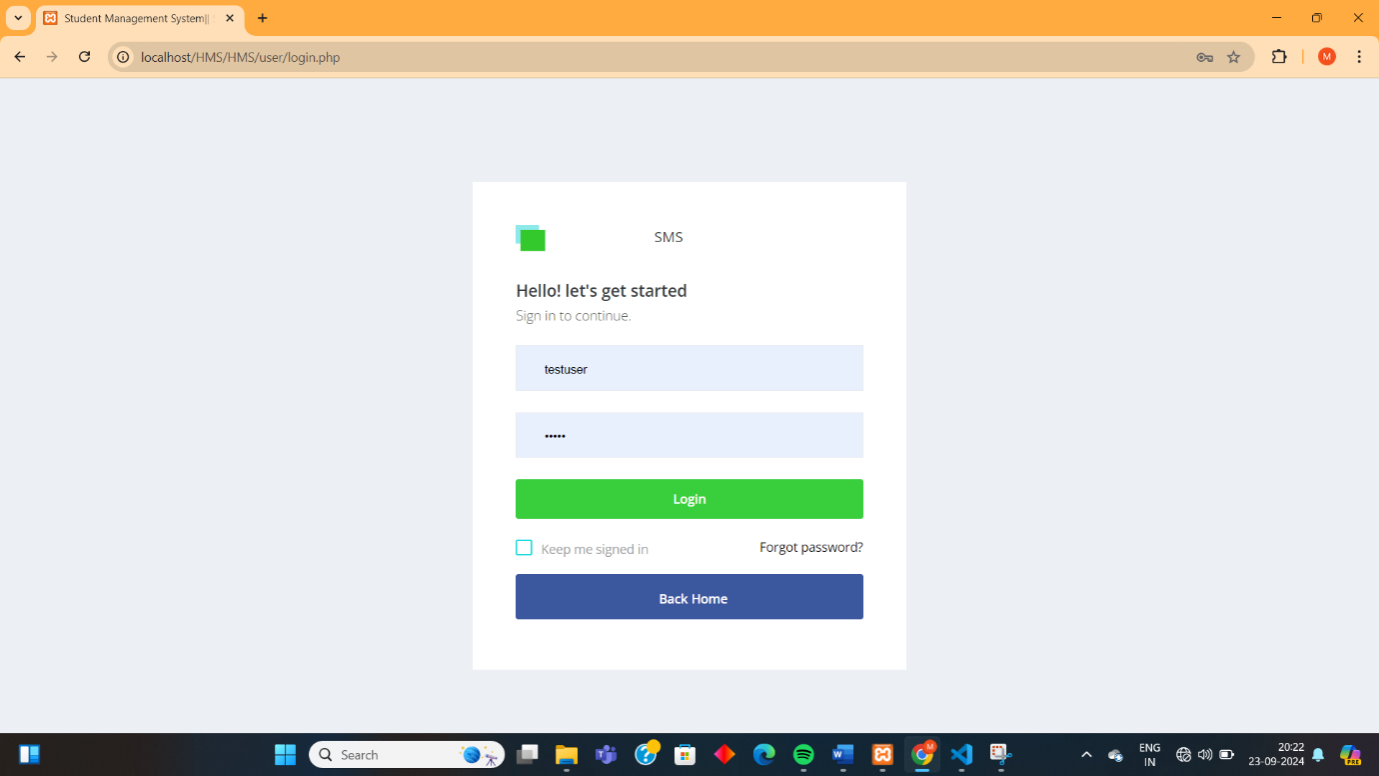 Student Management System||
localhost/HMS/HMS/user/login.php
M
SMS
Hello! let's get started
Sign in to continue.
testuser
•••••
Login
Keep me signed in
Forgot password?
Back Home
Search
M
ENG
IN
20:22
23-09-2024
PRE